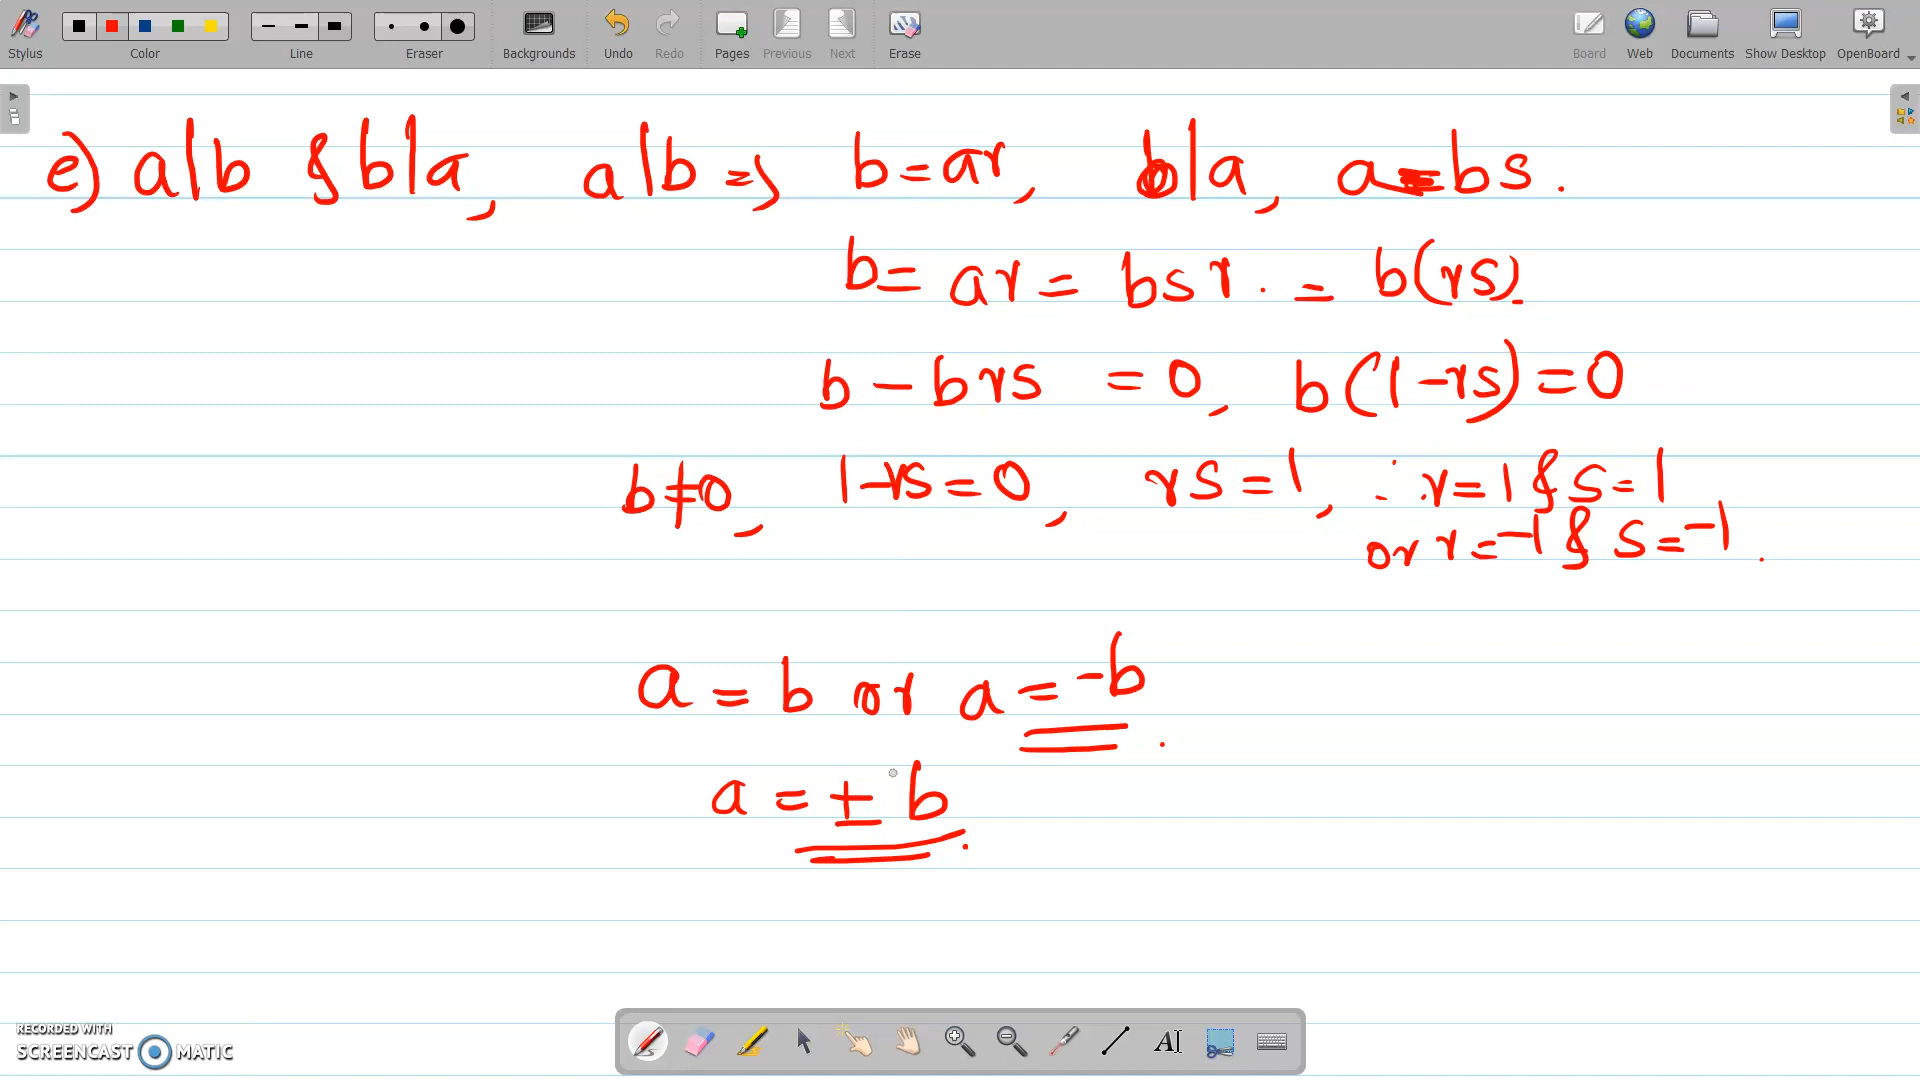 Stylus Color Line Eraser Backgrounds Undo Redo Pages Previous Next Erase Board Web Documents Show Desktop OpenBoard
e) a|b & b|a, a|b => b = ar, b|a, a = bs.
b = ar = bsr. = b(rs).
b - brs = 0, b(1-rs) = 0
b ≠ 0, 1-rs = 0, rs = 1, ∴ r = 1 & s = 1
or r = -1 & s = -1.
a = b or a = -b.
a = ± b.
RECORDED WITH
SCREENCAST MATIC